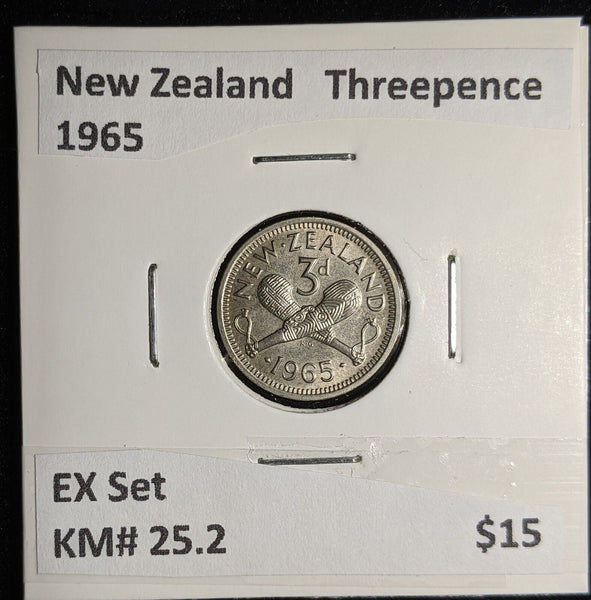 New Zealand Threepence
1965
NEW·ZEALAND
3d
·1965·
EX Set
KM# 25.2 $15